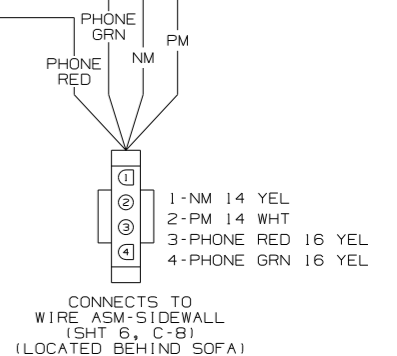 PHONE
GRN
PM
NM
PHONE
RED
1
2
3
4
1-NM 14 YEL
2-PM 14 WHT
3-PHONE RED 16 YEL
4-PHONE GRN 16 YEL
CONNECTS TO
WIRE ASM-SIDEWALL
(SHT 6, C-8)
(LOCATED BEHIND SOFA)